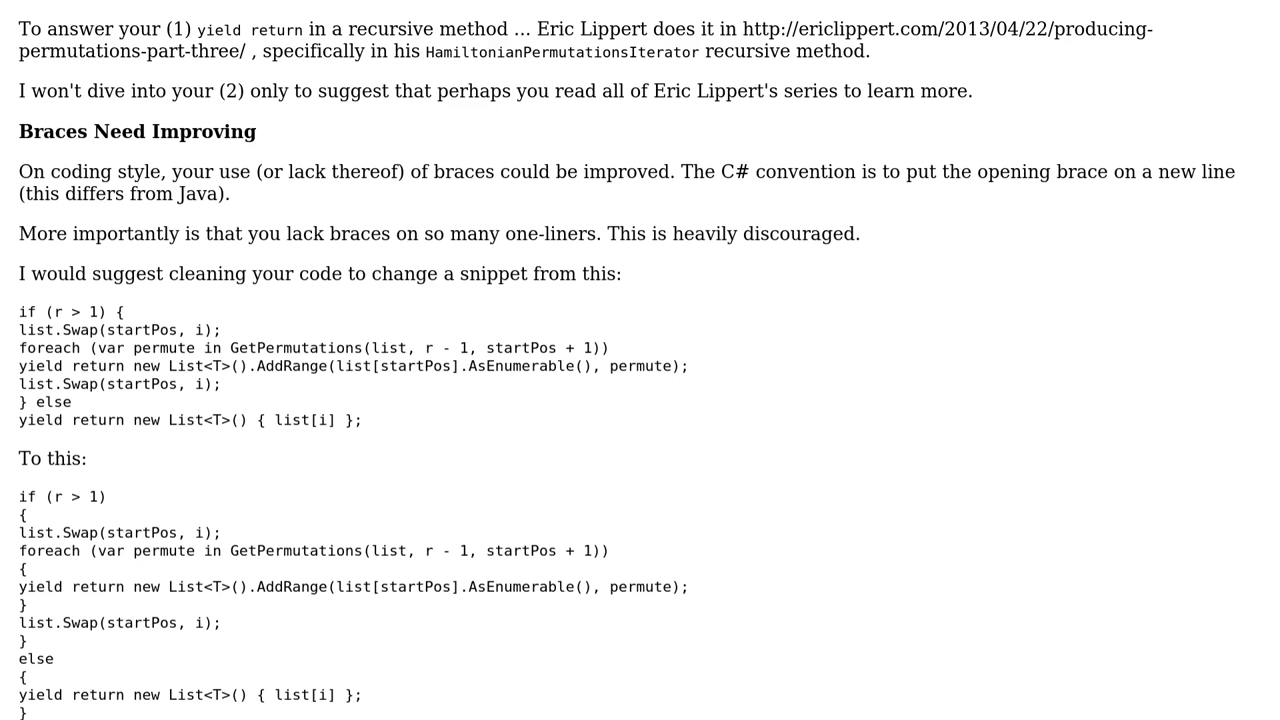 To answer your (1) yield return in a recursive method ... Eric Lippert does it in http://ericlippert.com/2013/04/22/producing-
permutations-part-three/ , specifically in his HamiltonianPermutationsIterator recursive method.
I won't dive into your (2) only to suggest that perhaps you read all of Eric Lippert's series to learn more.
Braces Need Improving
On coding style, your use (or lack thereof) of braces could be improved. The C# convention is to put the opening brace on a new line
(this differs from Java).
More importantly is that you lack braces on so many one-liners. This is heavily discouraged.
I would suggest cleaning your code to change a snippet from this:
if (r > 1) {
list.Swap(startPos, i);
foreach (var permute in GetPermutations(list, r - 1, startPos + 1))
yield return new List<T>().AddRange(list[startPos].AsEnumerable(), permute);
list.Swap(startPos, i);
} else
yield return new List<T>() { list[i] };
To this:
if (r > 1)
{
list.Swap(startPos, i);
foreach (var permute in GetPermutations(list, r - 1, startPos + 1))
{
yield return new List<T>().AddRange(list[startPos].AsEnumerable(), permute);
}
list.Swap(startPos, i);
}
else
{
yield return new List<T>() { list[i] };
}